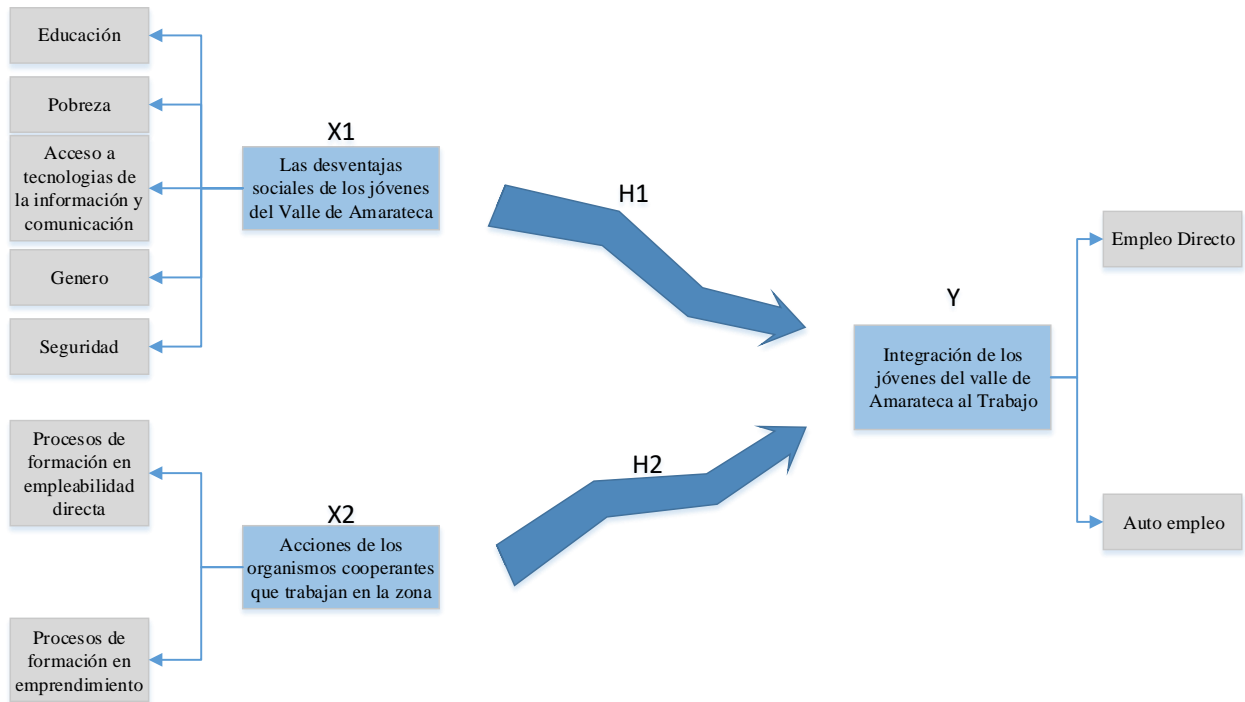 Educación
Pobreza
Acceso a
tecnologías de
la información y
comunicación
Genero
Seguridad
X1
Las desventajas
sociales de los jóvenes
del Valle de Amarateca
H1
Procesos de
formación en
empleabilidad
directa
Procesos de
formación en
emprendimiento
X2
Acciones de los
organismos cooperantes
que trabajan en la zona
H2
Y
Integración de los
jóvenes del valle de
Amarateca al Trabajo
Empleo Directo
Auto empleo